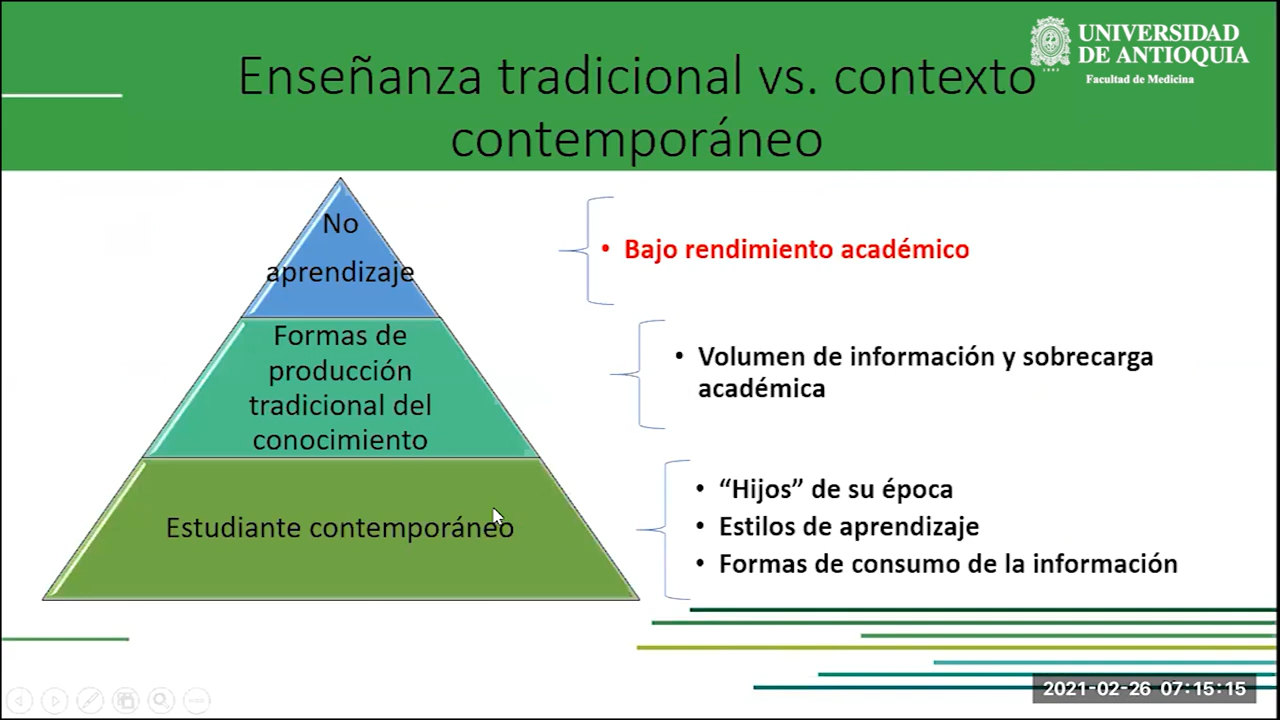 UNIVERSIDAD
DE ANTIOQUIA
1803
Facultad de Medicina
Enseñanza tradicional vs. contexto
contemporáneo
No
aprendizaje
• Bajo rendimiento académico
Formas de
producción
tradicional del
conocimiento
• Volumen de información y sobrecarga
académica
Estudiante contemporáneo
• “Hijos” de su época
• Estilos de aprendizaje
• Formas de consumo de la información
2021-02-26 07:15:15